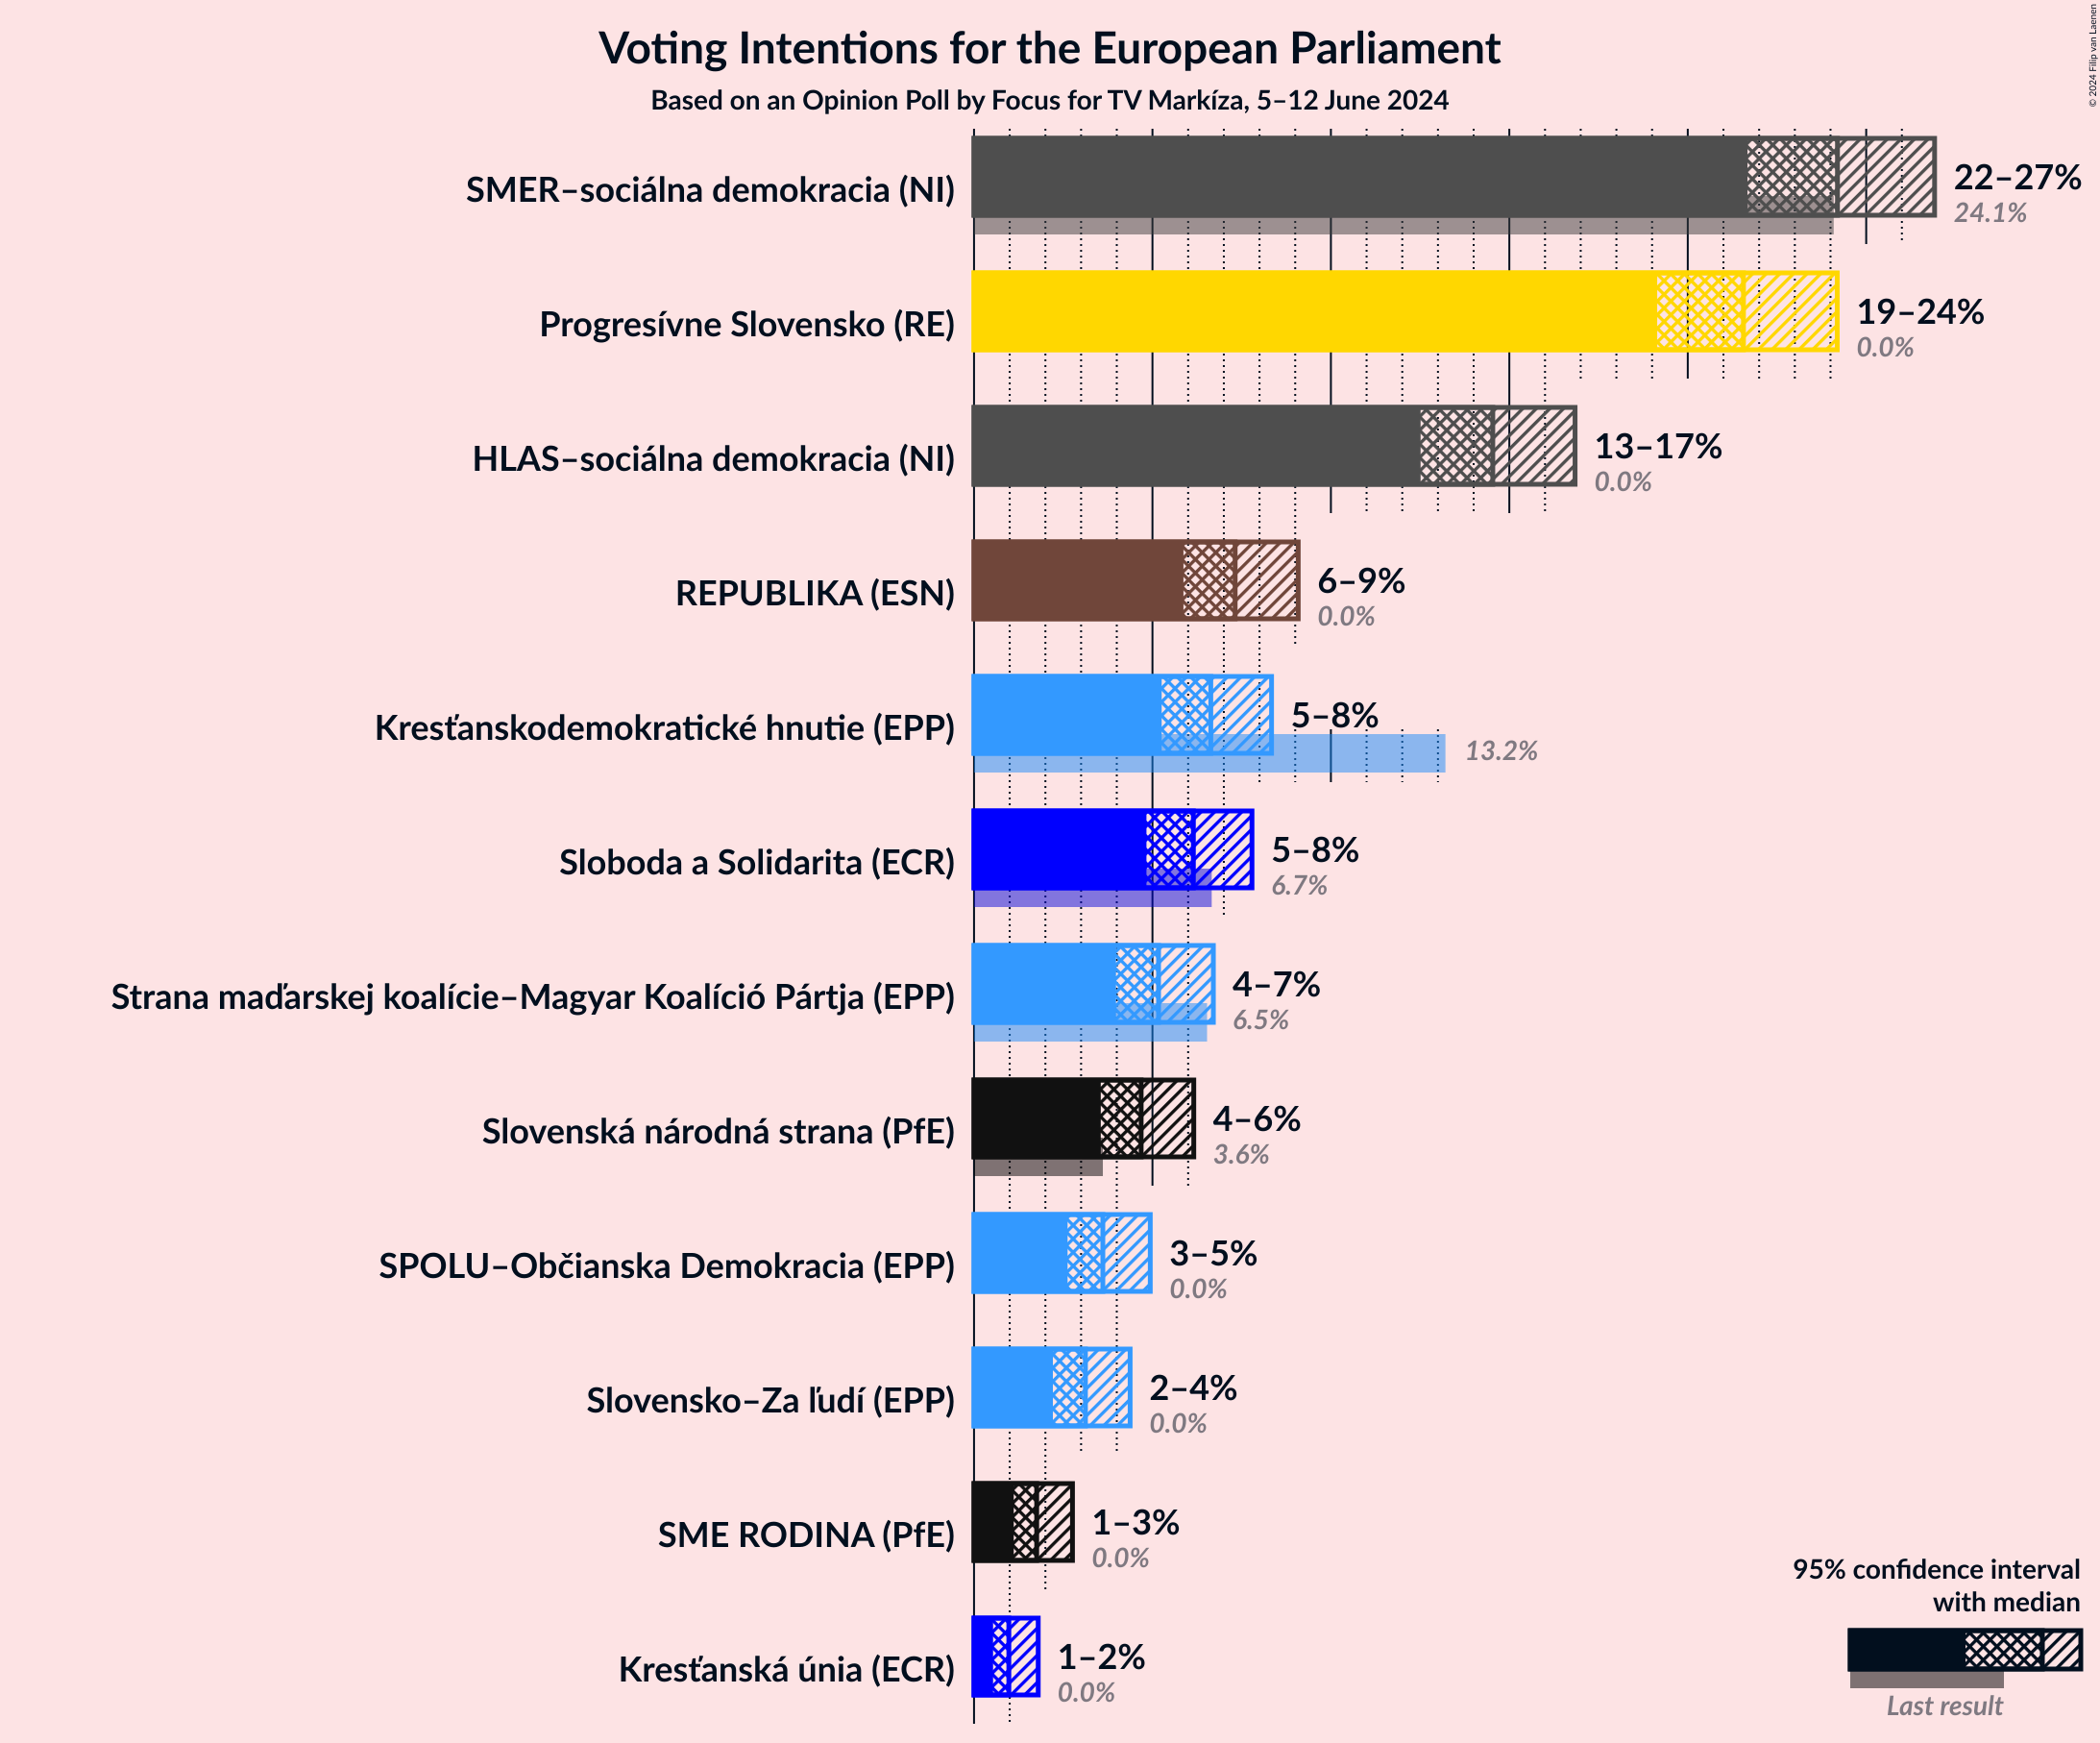 Voting Intentions for the European Parliament
Based on an Opinion Poll by Focus for TV Markíza, 5–12 June 2024
© 2024 Filip van Laenen
SMER–sociálna demokracia (NI)
22–27%
24.1%
Progresívne Slovensko (RE)
19–24%
0.0%
HLAS–sociálna demokracia (NI)
13–17%
0.0%
REPUBLIKA (ESN)
6–9%
0.0%
Kresťanskodemokratické hnutie (EPP)
5–8%
13.2%
Sloboda a Solidarita (ECR)
5–8%
6.7%
Strana maďarskej koalície–Magyar Koalíció Pártja (EPP)
4–7%
6.5%
Slovenská národná strana (PfE)
4–6%
3.6%
SPOLU–Občianska Demokracia (EPP)
3–5%
0.0%
Slovensko–Za ľudí (EPP)
2–4%
0.0%
SME RODINA (PfE)
1–3%
0.0%
Kresťanská únia (ECR)
1–2%
0.0%
95% confidence interval
with median
Last result